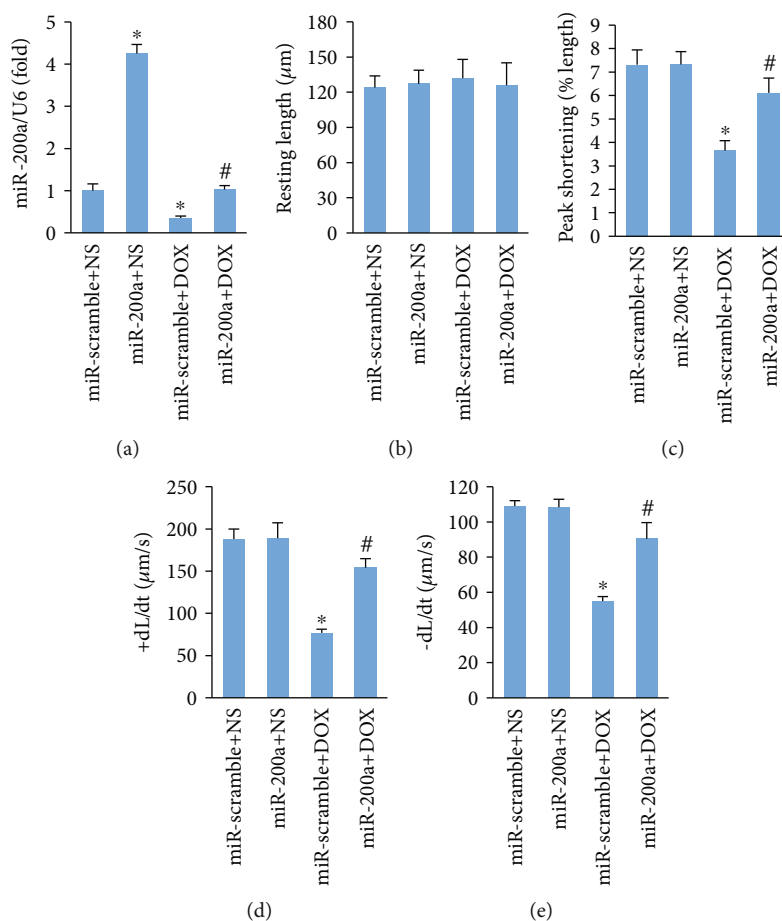 miR-200a/U6 (fold)
5
4
3
2
1
0
*
*
#
miR-scramble+NS
miR-200a+NS
miR-scramble+DOX
miR-200a+DOX
(a)
Resting length (μm)
180
150
120
90
60
30
0
miR-scramble+NS
miR-200a+NS
miR-scramble+DOX
miR-200a+DOX
(b)
Peak shortening (% length)
9
8
7
6
5
4
3
2
1
0
*
#
miR-scramble+NS
miR-200a+NS
miR-scramble+DOX
miR-200a+DOX
(c)
+dL/dt (μm/s)
250
200
150
100
50
0
*
#
miR-scramble+NS
miR-200a+NS
miR-scramble+DOX
miR-200a+DOX
(d)
-dL/dt (μm/s)
120
100
80
60
40
20
0
*
#
miR-scramble+NS
miR-200a+NS
miR-scramble+DOX
miR-200a+DOX
(e)